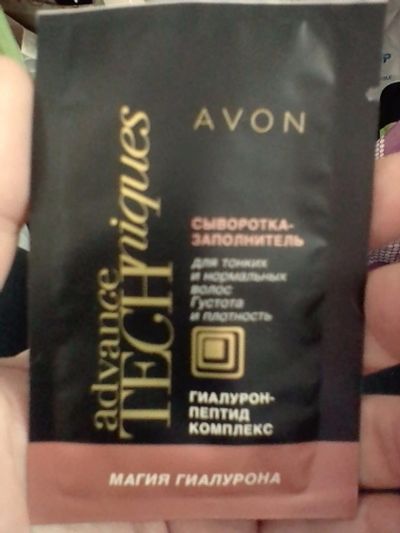 AVON
advance
TECHniques
СЫВОРОТКА-
ЗАПОЛНИТЕЛЬ
для тонких
и нормальных
волос
Густота
и плотность
ГИАЛУРОН-
ПЕПТИД
КОМПЛЕКС
МАГИЯ ГИАЛУРОНА